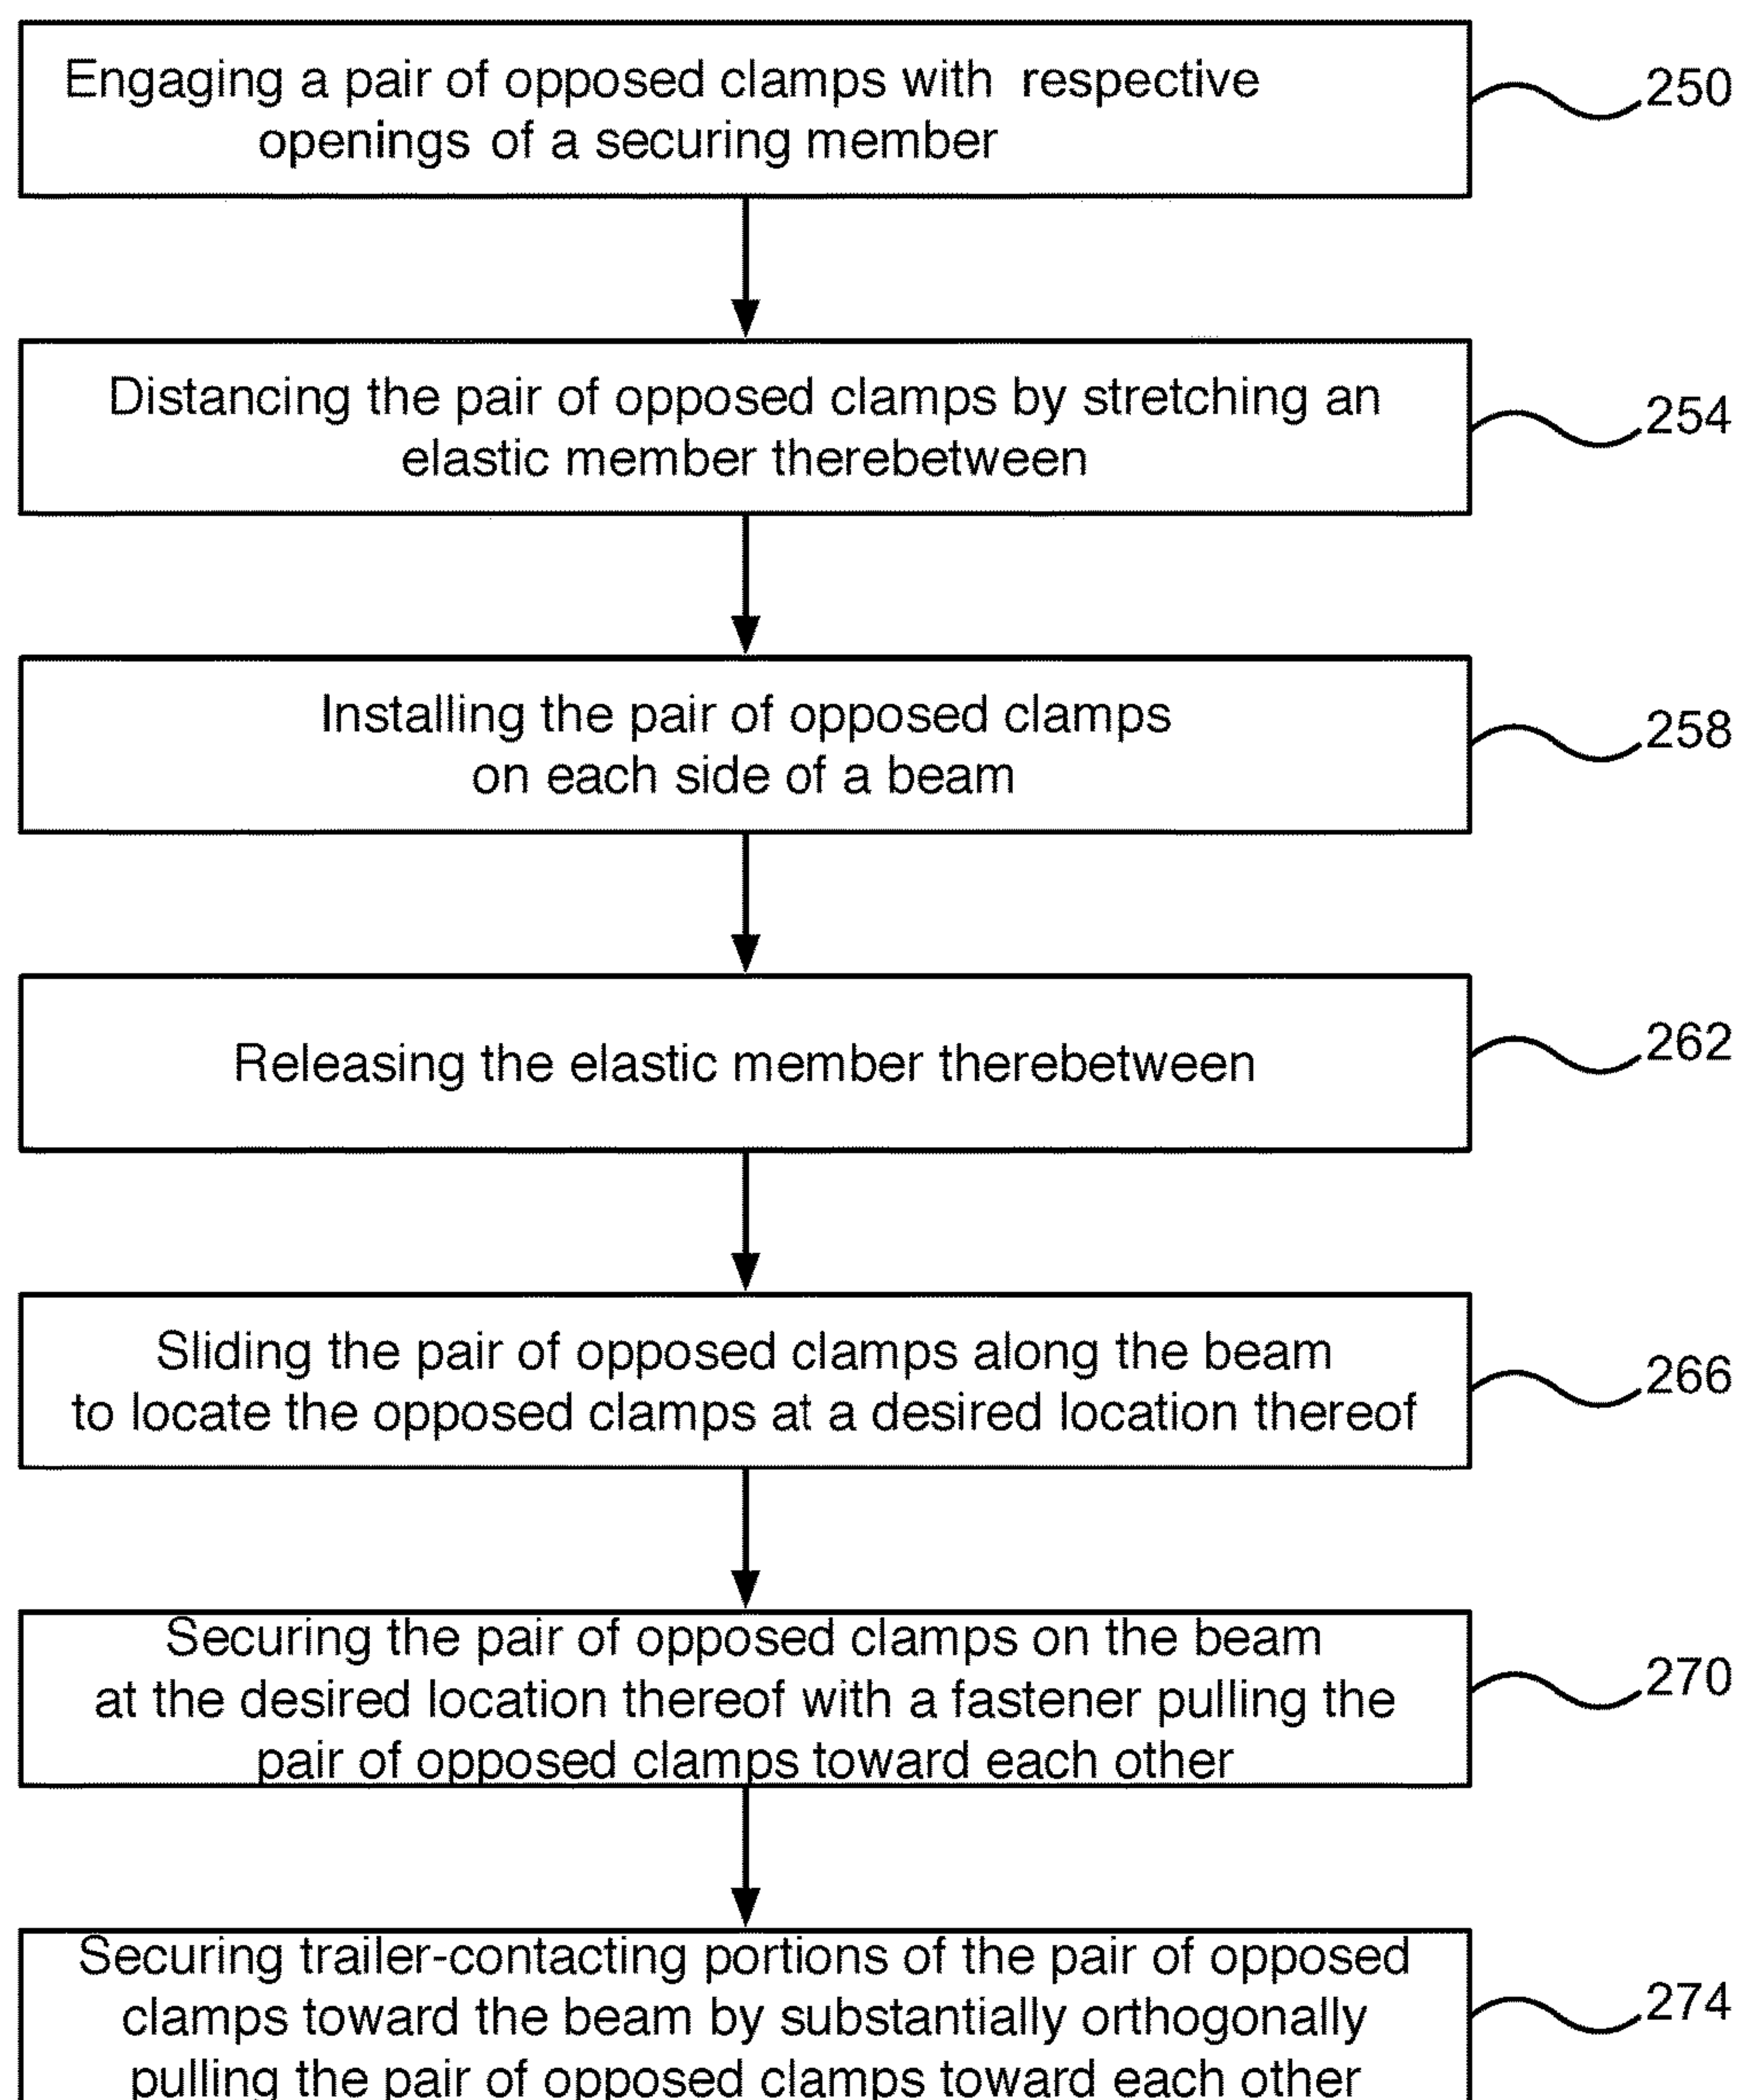 Engaging a pair of opposed clamps with respective
openings of a securing member
250
Distancing the pair of opposed clamps by stretching an
elastic member therebetween
254
Installing the pair of opposed clamps
on each side of a beam
258
Releasing the elastic member therebetween
262
Sliding the pair of opposed clamps along the beam
to locate the opposed clamps at a desired location thereof
266
Securing the pair of opposed clamps on the beam
at the desired location thereof with a fastener pulling the
pair of opposed clamps toward each other
270
Securing trailer-contacting portions of the pair of opposed
clamps toward the beam by substantially orthogonally
pulling the pair of opposed clamps toward each other
274